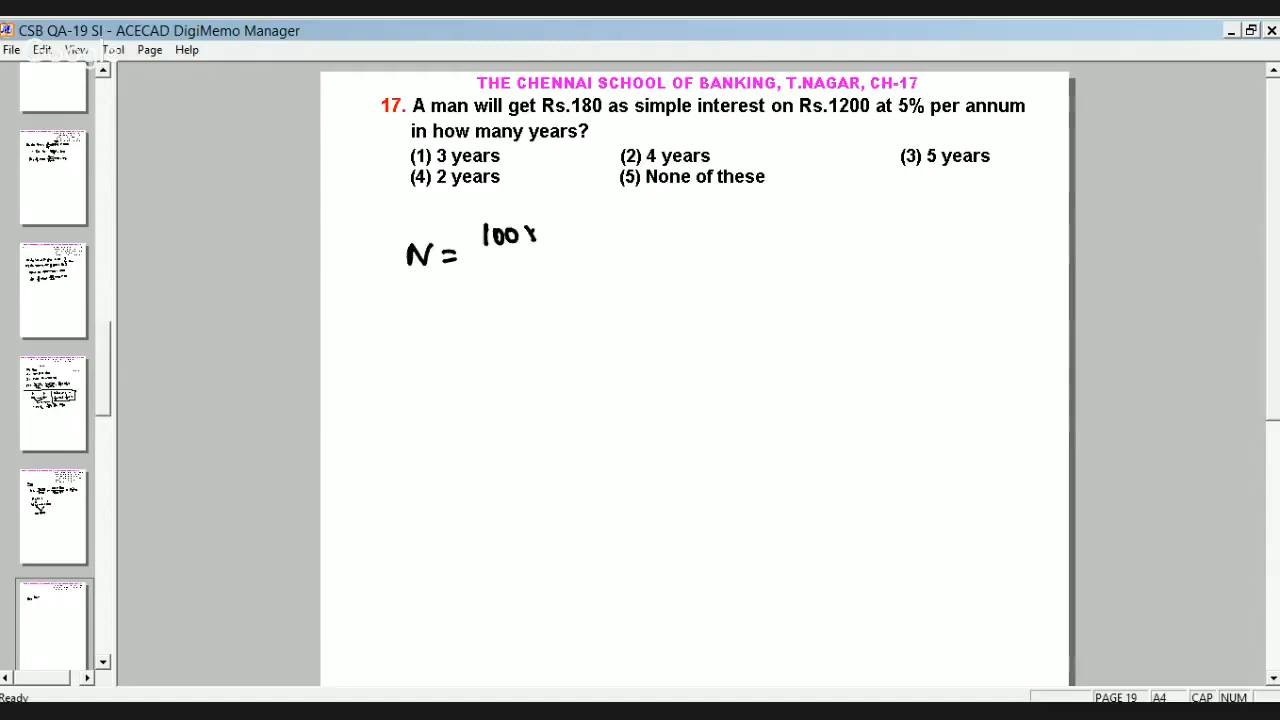 CSB QA-19 SI - ACECAD DigiMemo Manager
File Edit View Tool Page Help
THE CHENNAI SCHOOL OF BANKING, T.NAGAR, CH-17
17. A man will get Rs.180 as simple interest on Rs.1200 at 5% per annum
in how many years?
(1) 3 years (2) 4 years (3) 5 years
(4) 2 years (5) None of these
100 x
N =
Ready PAGE 19 A4 CAP NUM